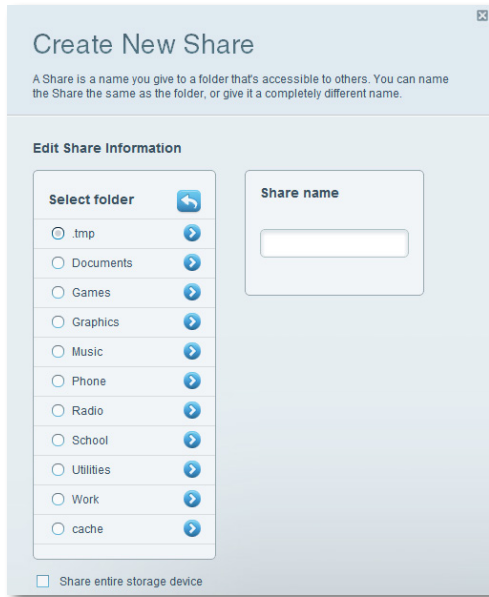 Create New Share
A Share is a name you give to a folder that's accessible to others. You can name
the Share the same as the folder, or give it a completely different name.
Edit Share Information
Select folder
.tmp
Documents
Games
Graphics
Music
Phone
Radio
School
Utilities
Work
cache
Share name
Share entire storage device